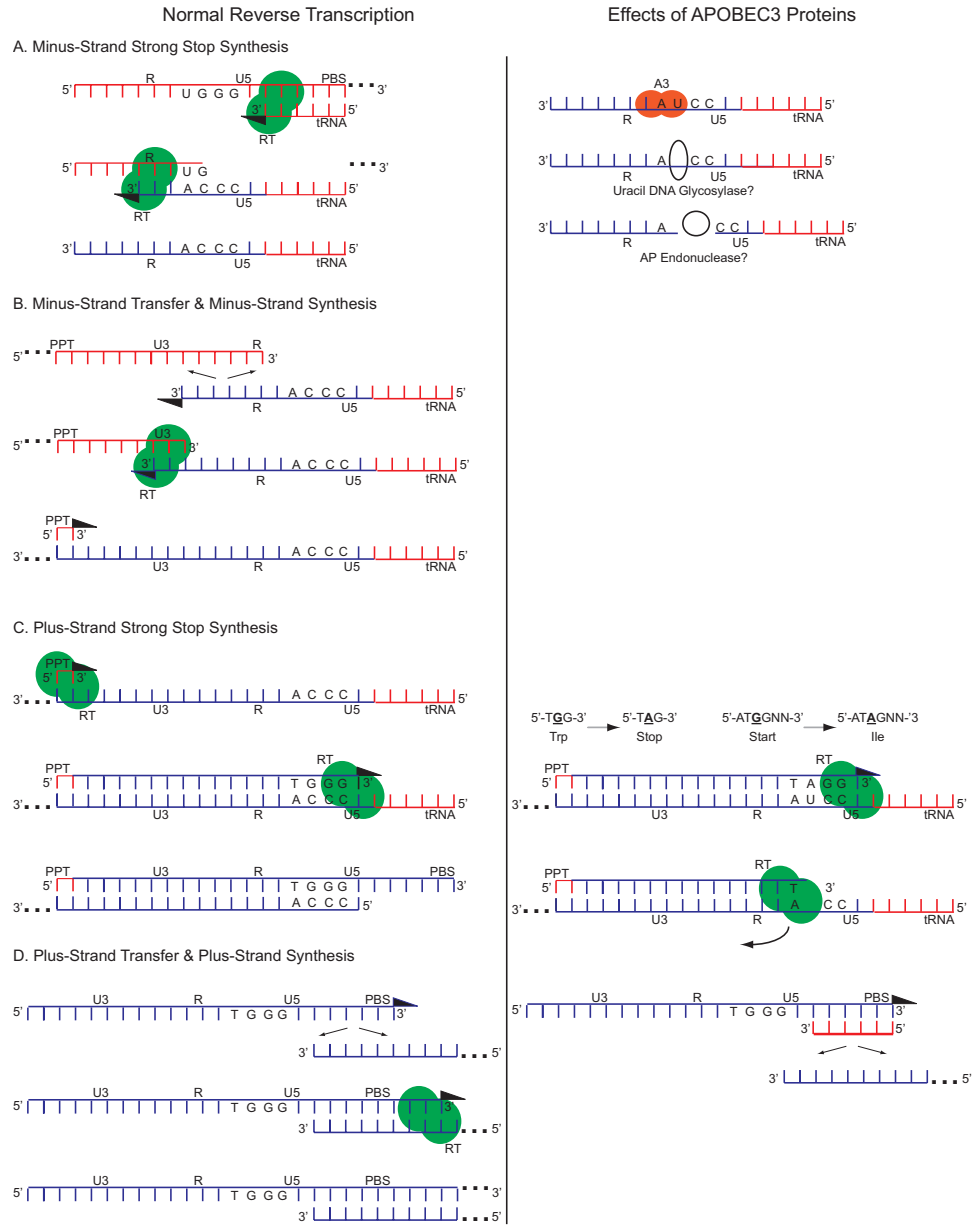 Normal Reverse Transcription
Effects of APOBEC3 Proteins
A. Minus-Strand Strong Stop Synthesis
R U5 PBS
5’ U G G G 3’
3’
tRNA
RT
R
5’ U G 3’
3’ A C C C 5’
U5 tRNA
RT
3’ A C C C 5’
R U5 tRNA
A3
3’ A U C C 5’
R U5 tRNA
3’ A C C 5’
R U5 tRNA
Uracil DNA Glycosylase?
3’ A C C 5’
R U5 tRNA
AP Endonuclease?
B. Minus-Strand Transfer & Minus-Strand Synthesis
PPT U3 R
5’ 3’
3’ A C C C 5’
R U5 tRNA
PPT U3
5’ 3’
3’ A C C C 5’
R U5 tRNA
RT
PPT
5’ 3’
3’ A C C C 5’
U3 R U5 tRNA
C. Plus-Strand Strong Stop Synthesis
PPT
5’ 3’
3’ A C C C 5’
RT U3 R U5 tRNA
RT
PPT
5’ T G G G 3’
3’ A C C C 5’
U3 R U5 tRNA
PPT U3 R U5 PBS
5’ T G G G 3’
3’ A C C C 5’
5’-TGG-3’ 5’-TAG-3’ 5’-ATGGNN-3’ 5’-ATAGNN-’3
Trp Stop Start Ile
RT
PPT
5’ T A G G 3’
3’ A U C C 5’
U3 R U5 tRNA
RT
PPT
5’ T 3’
3’ A C C 5’
U3 R U5 tRNA
D. Plus-Strand Transfer & Plus-Strand Synthesis
U3 R U5 PBS
5’ T G G G 3’
3’ 5’
U3 R U5 PBS
5’ T G G G 3’
3’ 5’
RT
U3 R U5 PBS
5’ T G G G 3’
3’ 5’
U3 R U5 PBS
5’ T G G G 3’
3’ 5’
3’ 5’